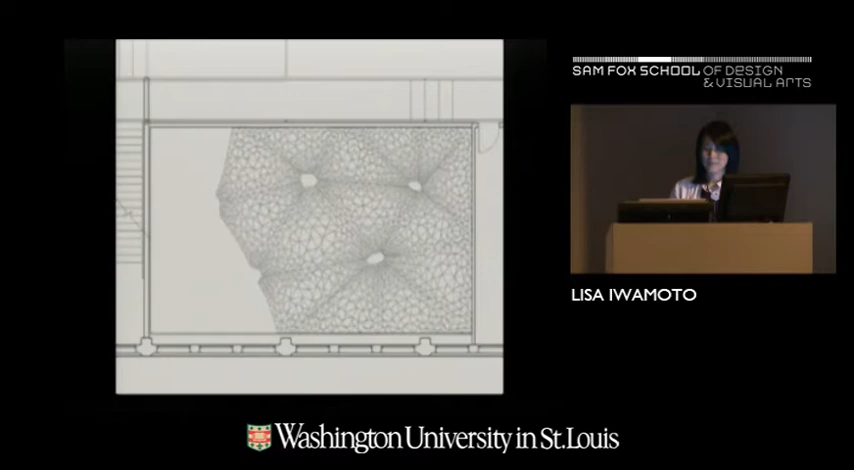 SAM FOX SCHOOL OF DESIGN
& VISUAL ARTS
LISA IWAMOTO
Washington University in St. Louis